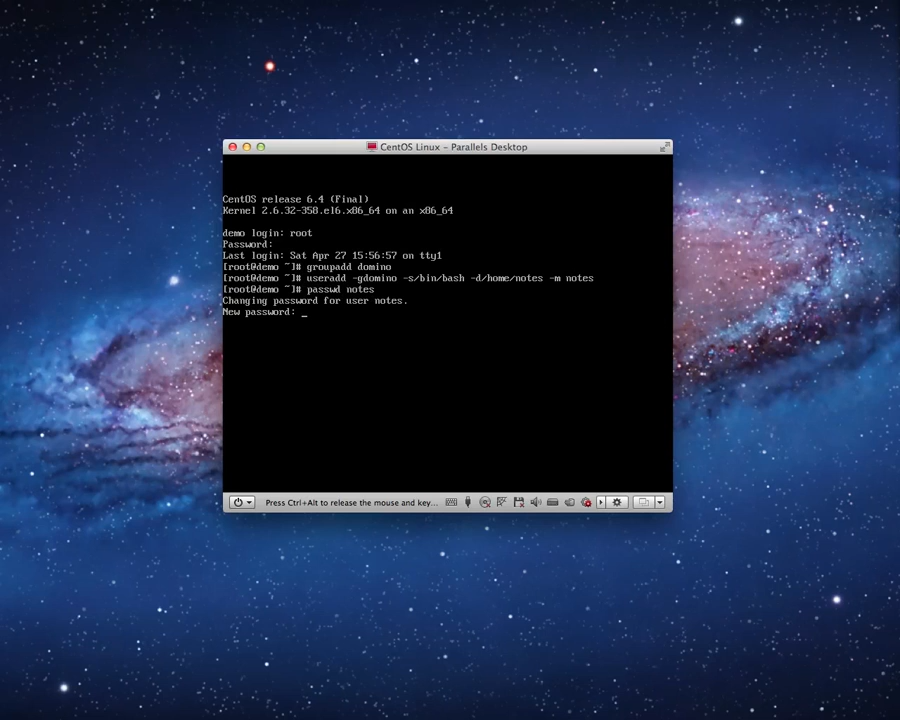 CentOS Linux - Parallels Desktop
CentOS release 6.4 (Final)
Kernel 2.6.32-358.el6.x86_64 on an x86_64
demo login: root
Password:
Last login: Sat Apr 27 15:56:57 on tty1
[root@demo ~]# groupadd domino
[root@demo ~]# useradd -gdomino -s/bin/bash -d/home/notes -m notes
[root@demo ~]# passwd notes
Changing password for user notes.
New password: _
Press Ctrl+Alt to release the mouse and key...